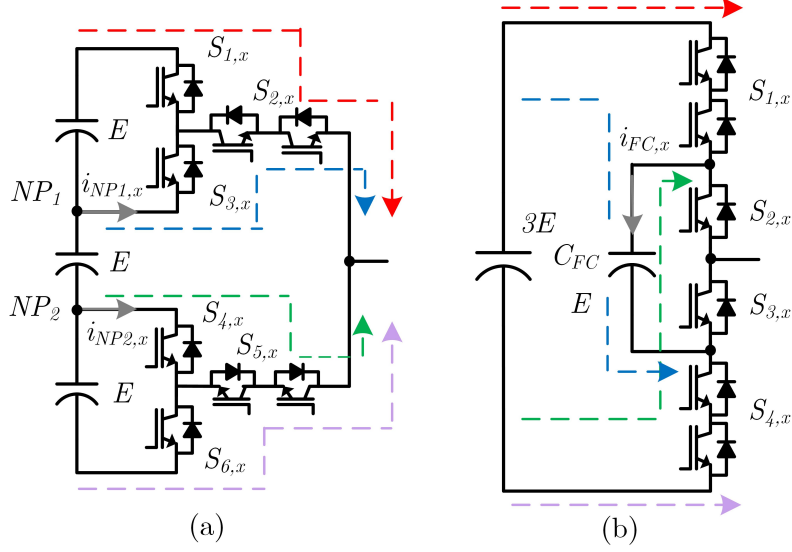 S1,x
S2,x
E
NP1
iNP1,x
S3,x
E
NP2
iNP2,x
S4,x
S5,x
E
S6,x
(a)
S1,x
iFC,x
S2,x
3E
CFC
E
S3,x
S4,x
(b)